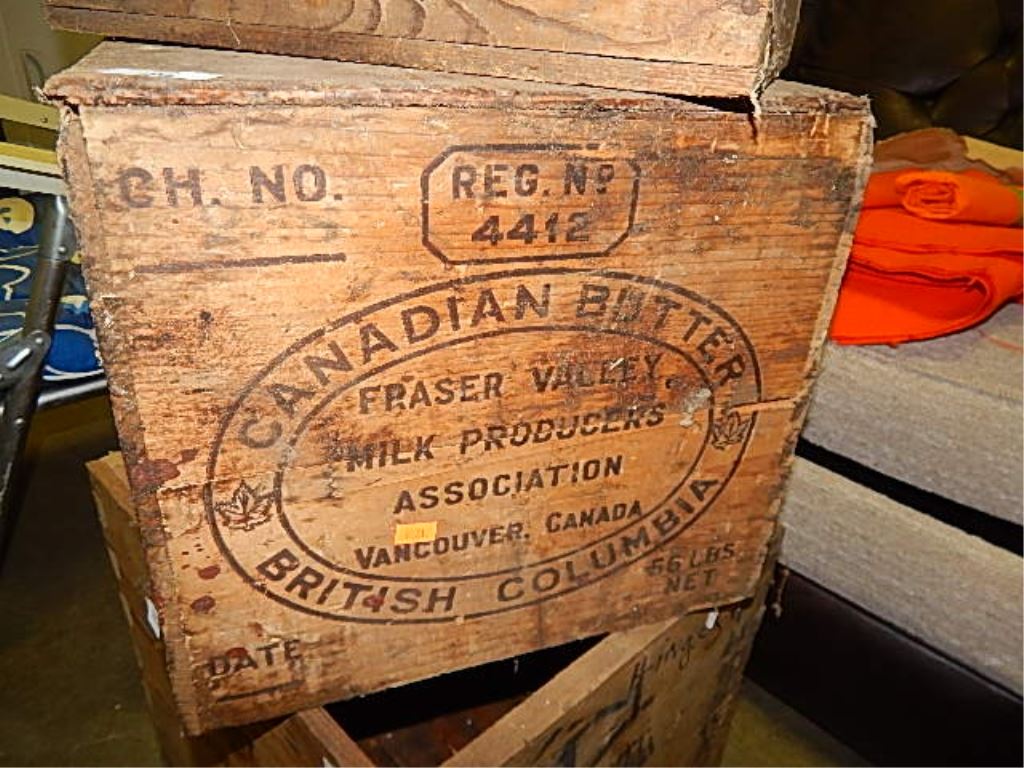 CH. NO.
REG. Nº
4412
CANADIAN BUTTER
FRASER VALLEY
MILK PRODUCERS
ASSOCIATION
VANCOUVER, CANADA
BRITISH COLUMBIA
56 LBS
NET
DATE